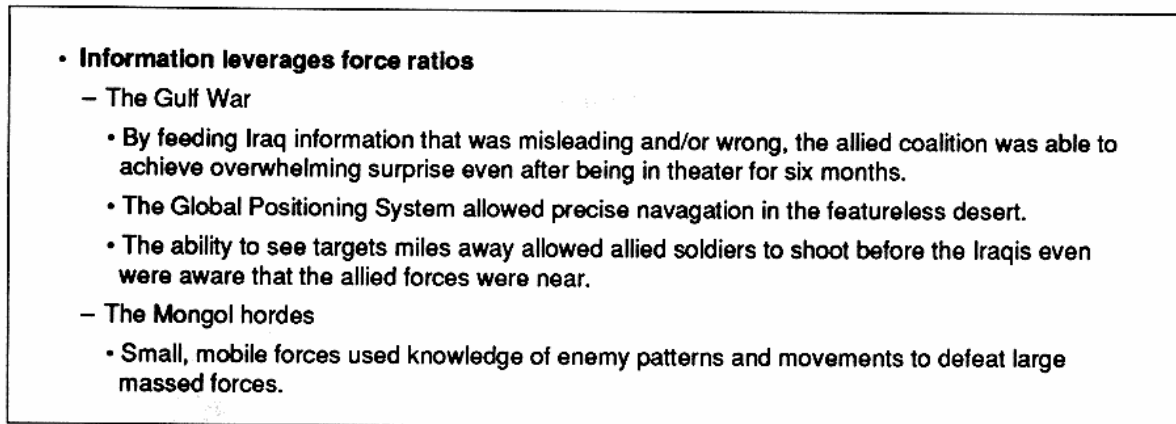 • Information leverages force ratios
– The Gulf War
• By feeding Iraq information that was misleading and/or wrong, the allied coalition was able to
achieve overwhelming surprise even after being in theater for six months.
• The Global Positioning System allowed precise navagation in the featureless desert.
• The ability to see targets miles away allowed allied soldiers to shoot before the Iraqis even
were aware that the allied forces were near.
– The Mongol hordes
• Small, mobile forces used knowledge of enemy patterns and movements to defeat large
massed forces.